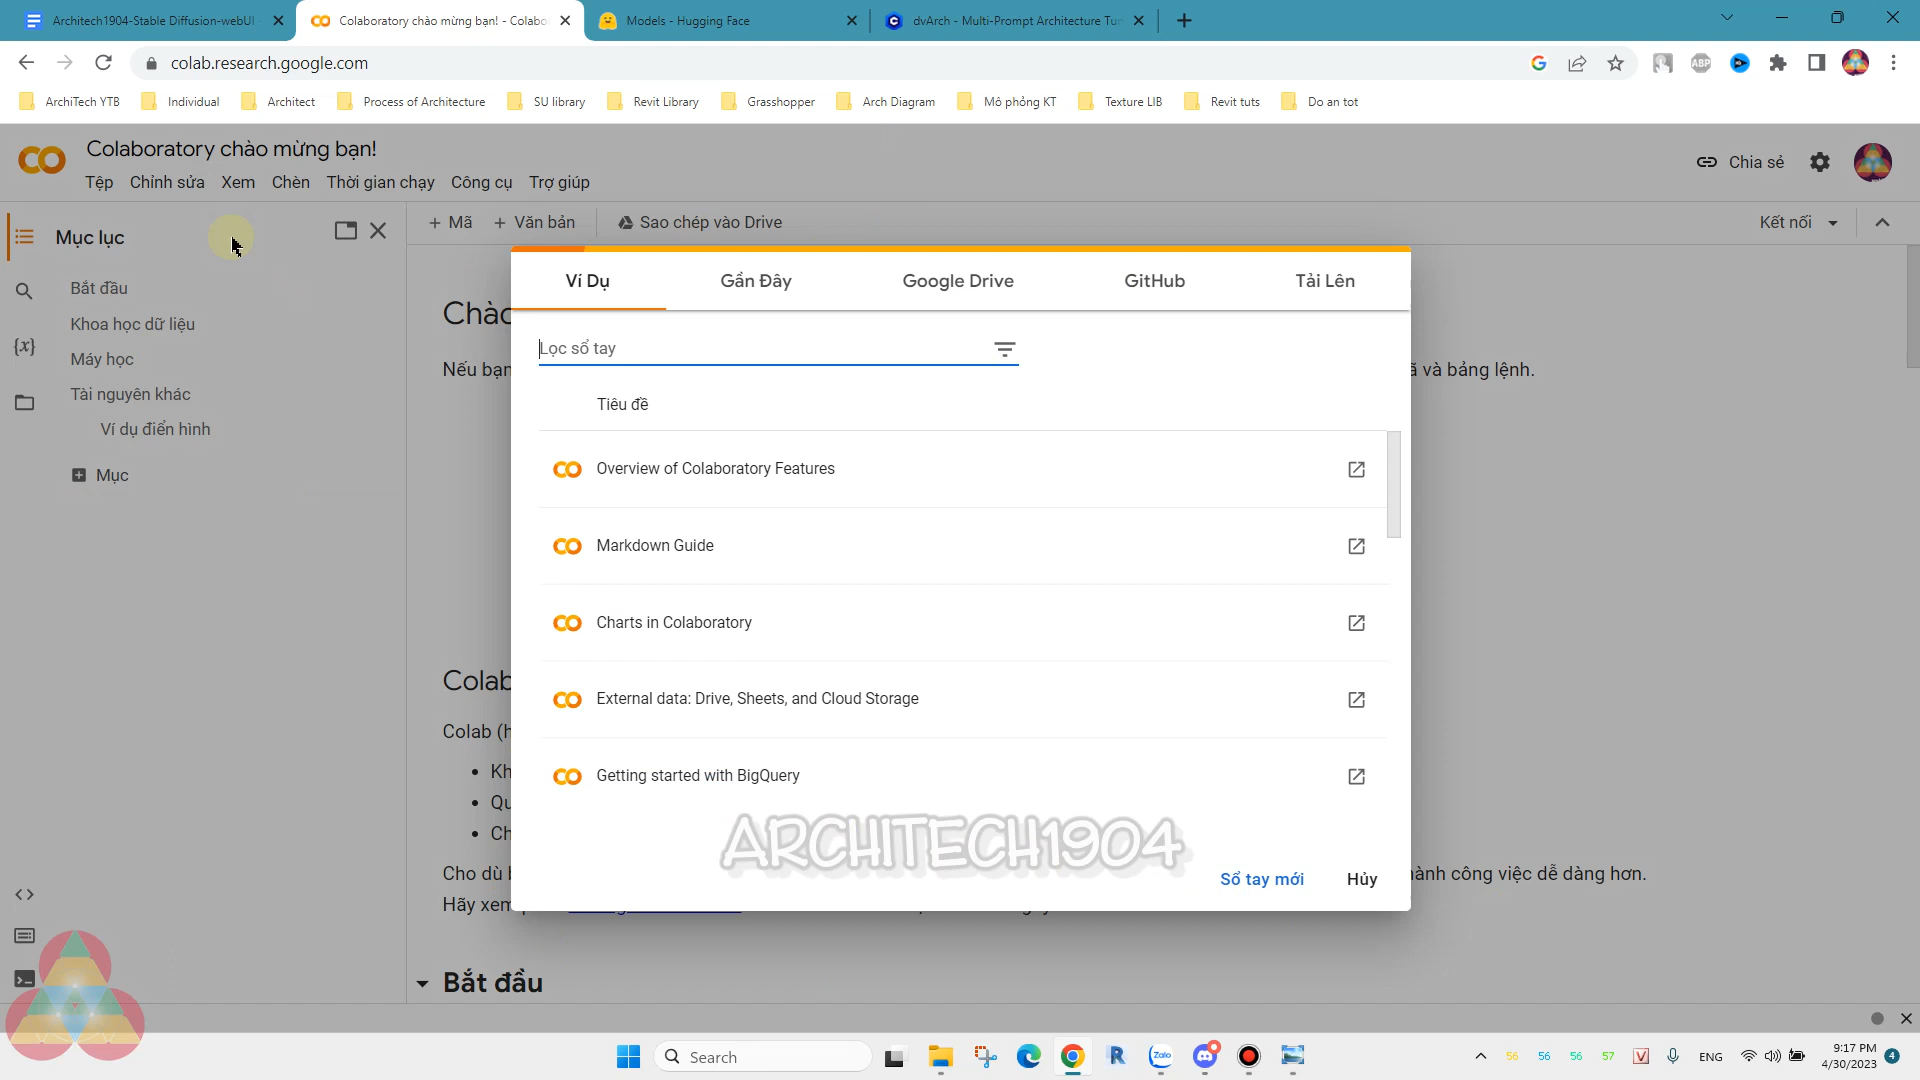 Architech1904-Stable Diffusion-webUI
Colaboratory chào mừng bạn! - Colabo
Models - Hugging Face
dvArch - Multi-Prompt Architecture Tun
colab.research.google.com
ABP
ArchiTech YTB
Individual
Architect
Process of Architecture
SU library
Revit Library
Grasshopper
Arch Diagram
Mô phỏng KT
Texture LIB
Revit tuts
Do an tot
Colaboratory chào mừng bạn!
Tệp Chỉnh sửa Xem Chèn Thời gian chạy Công cụ Trợ giúp
Chia sẻ
Mục lục
+ Mã + Văn bản Sao chép vào Drive
Kết nối
Bắt đầu
Khoa học dữ liệu
Máy học
Tài nguyên khác
Ví dụ điển hình
Mục
{x}
Ví Dụ Gần Đây Google Drive GitHub Tải Lên
Lọc sổ tay
Tiêu đề
Overview of Colaboratory Features
Markdown Guide
Charts in Colaboratory
External data: Drive, Sheets, and Cloud Storage
Getting started with BigQuery
ARCHITECH1904
Sổ tay mới Hủy
Chào
Nếu bạn
ã và bảng lệnh.
Colab
Colab (h
Kh
Qu
Ch
Cho dù b
hành công việc dễ dàng hơn.
Hãy xem
Bắt đầu
Search
Zalo
56 56 56 57
V
ENG
9:17 PM
4/30/2023
4